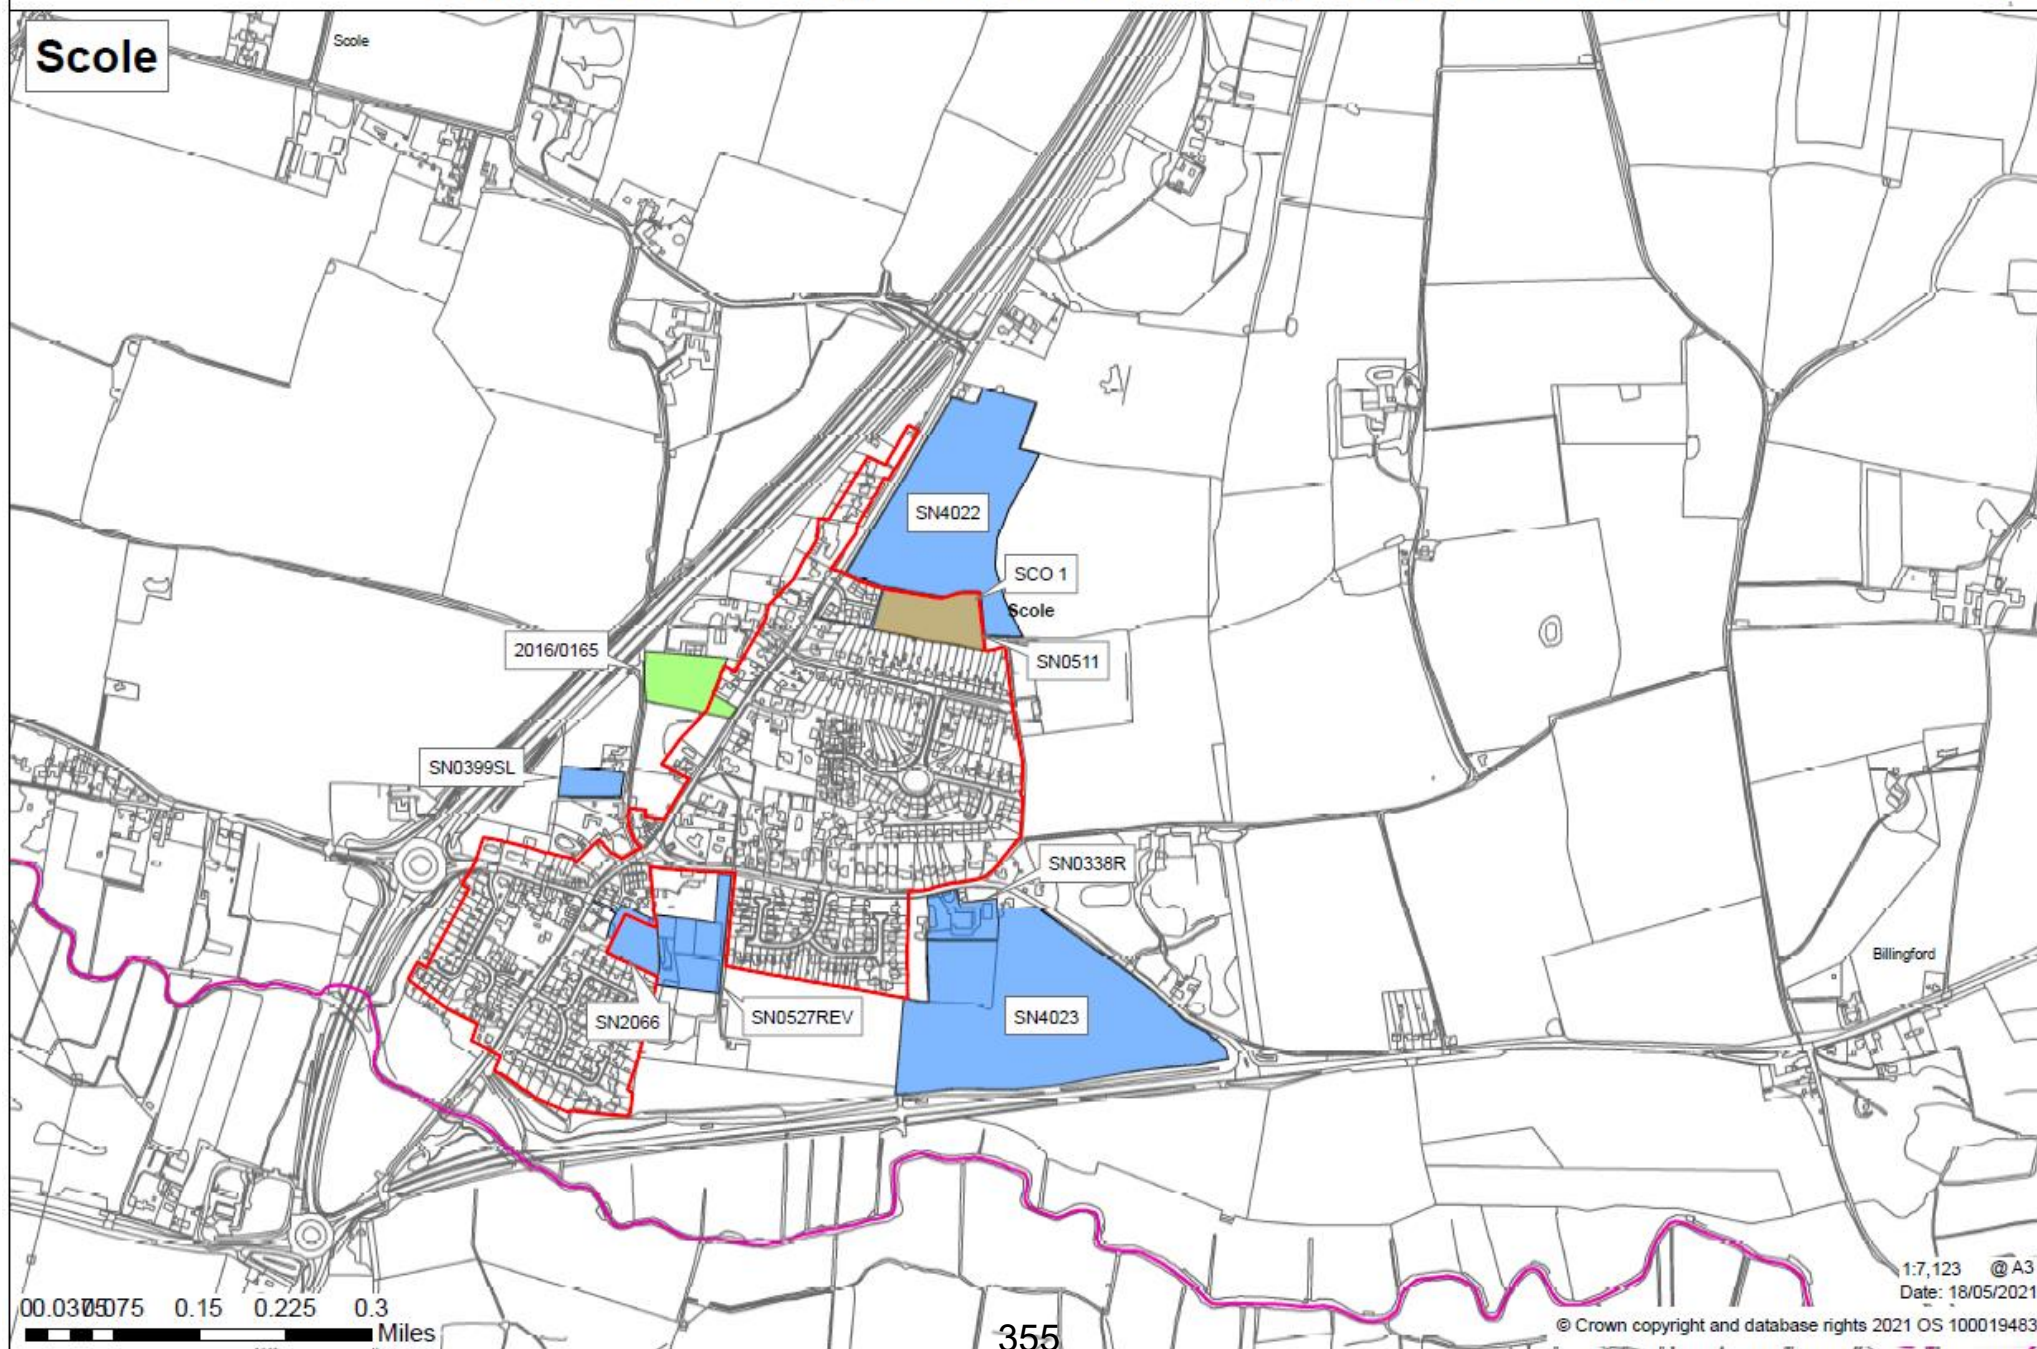 Scole
Scole
SN4022
SCO 1
Scole
2016/0165
SN0511
SN0399SL
SN0338R
Billingford
SN2066
SN0527REV
SN4023
1:7,123 @ A3
Date: 18/05/2021
0.15 0.225 0.3
Miles
355
© Crown copyright and database rights 2021 OS 100019483